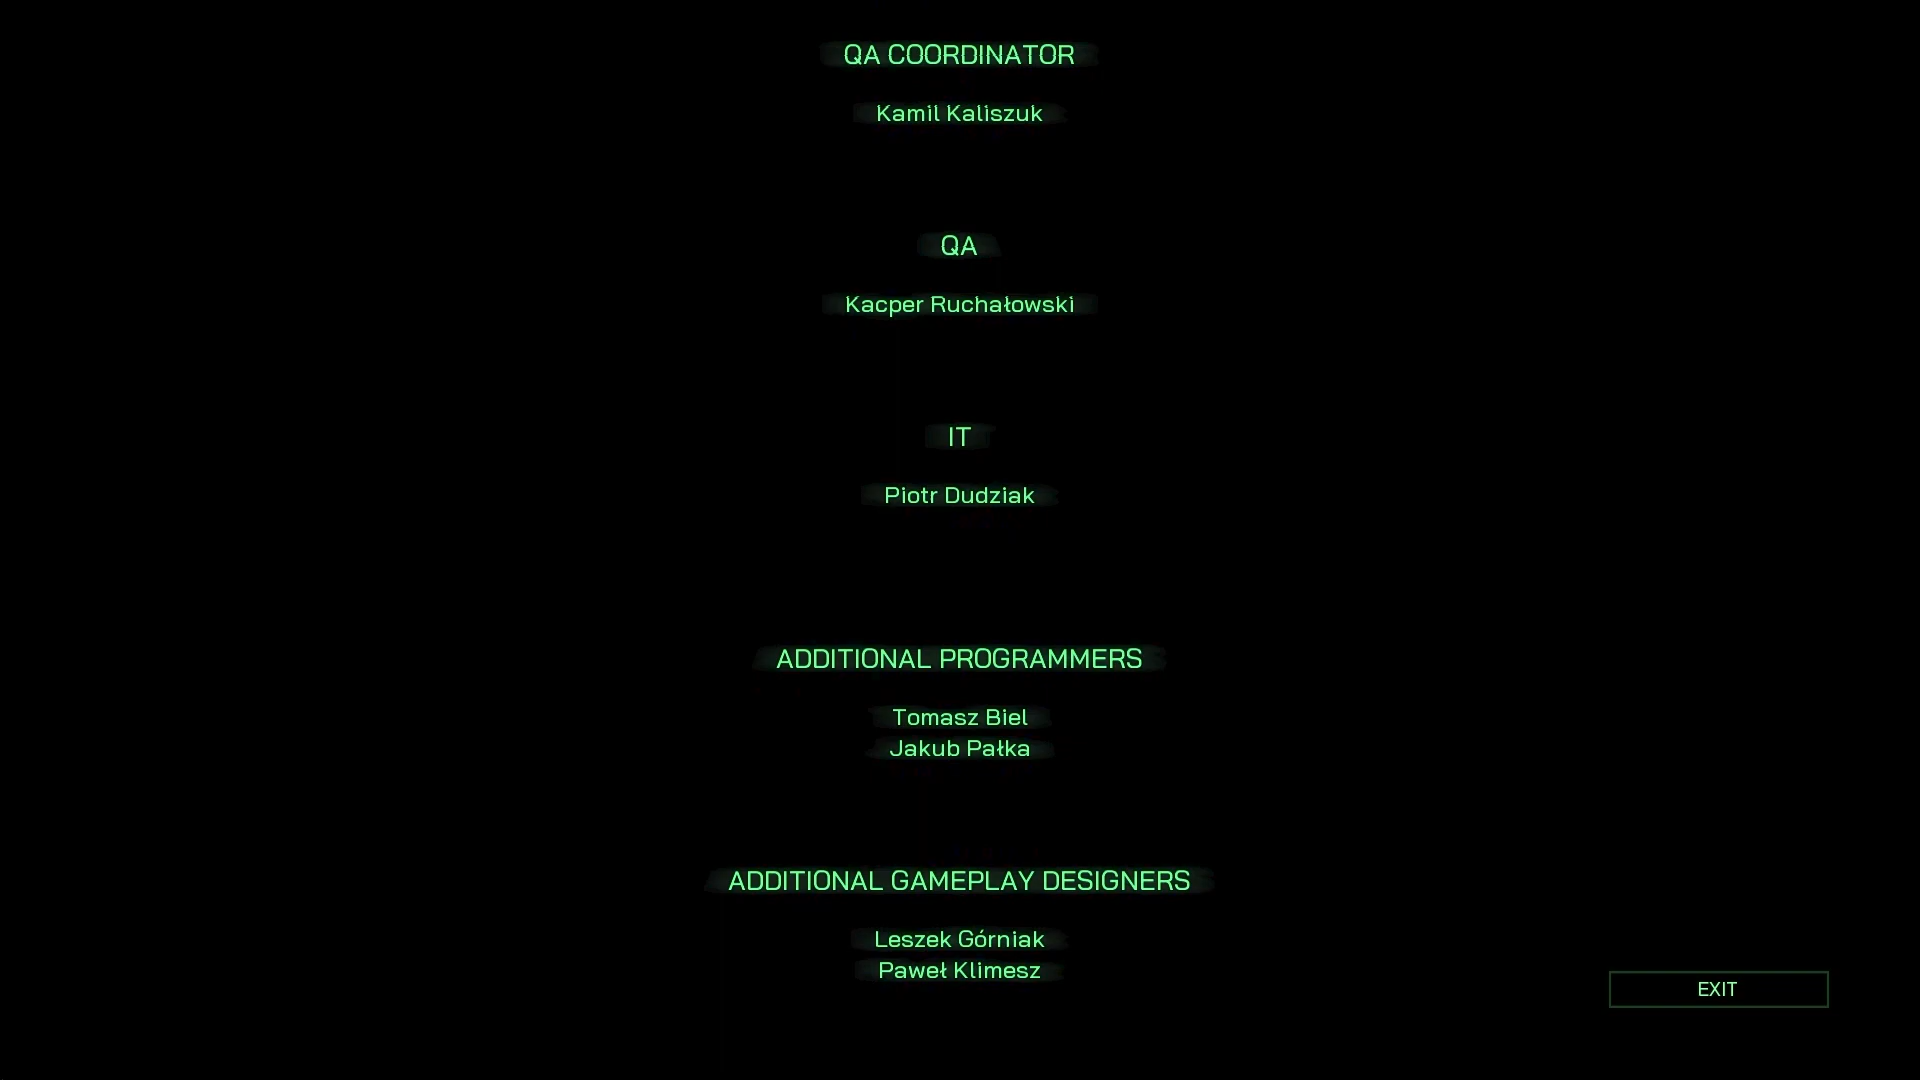 QA COORDINATOR
Kamil Kaliszuk
QA
Kacper Ruchałowski
IT
Piotr Dudziak
ADDITIONAL PROGRAMMERS
Tomasz Biel
Jakub Pałka
ADDITIONAL GAMEPLAY DESIGNERS
Leszek Górniak
Paweł Klimesz
EXIT